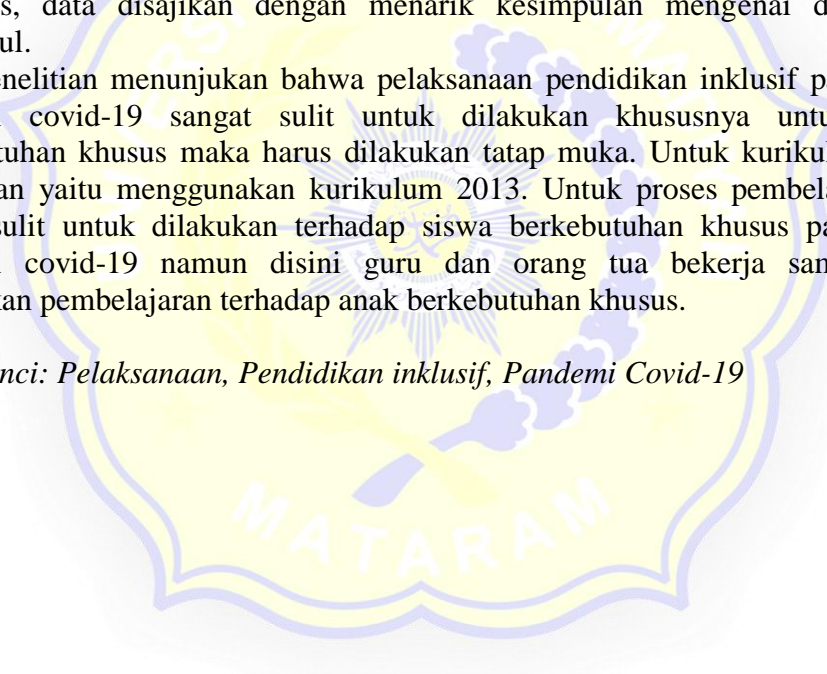 s, data disajikan dengan menarik kesimpulan mengenai d
ul.
enelitian menunjukan bahwa pelaksanaan pendidikan inklusif pa
covid-19 sangat sulit untuk dilakukan khususnya untu
tuhan khusus maka harus dilakukan tatap muka. Untuk kurikul
an yaitu menggunakan kurikulum 2013. Untuk proses pembela
sulit untuk dilakukan terhadap siswa berkebutuhan khusus pa
covid-19 namun disini guru dan orang tua bekerja sam
kan pembelajaran terhadap anak berkebutuhan khusus.
nci: Pelaksanaan, Pendidikan inklusif, Pandemi Covid-19
MATARAM